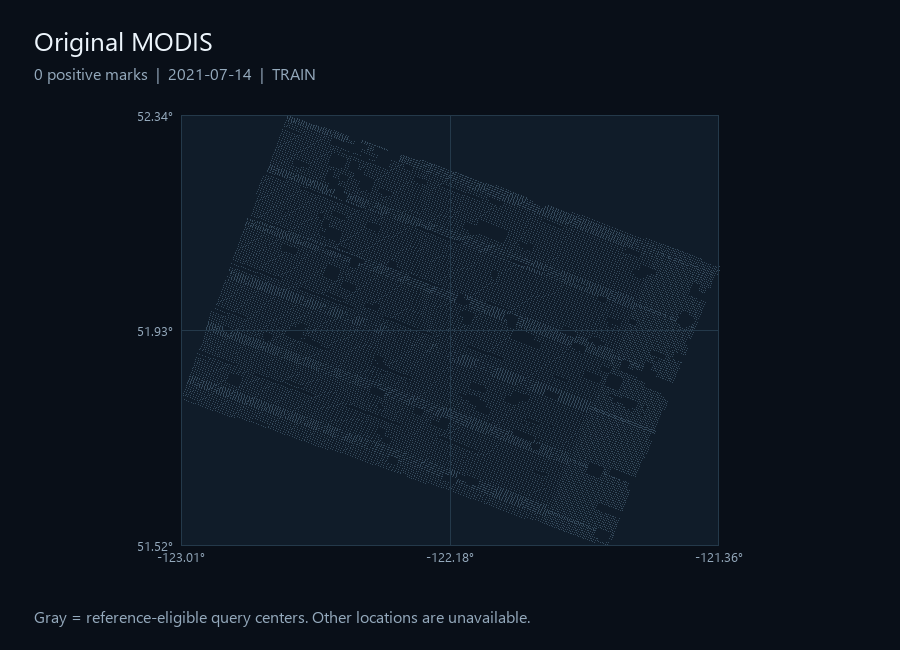 Original MODIS
0 positive marks | 2021-07-14 | TRAIN
52.34°
51.93°
51.52°
-123.01° -122.18° -121.36°
Gray = reference-eligible query centers. Other locations are unavailable.